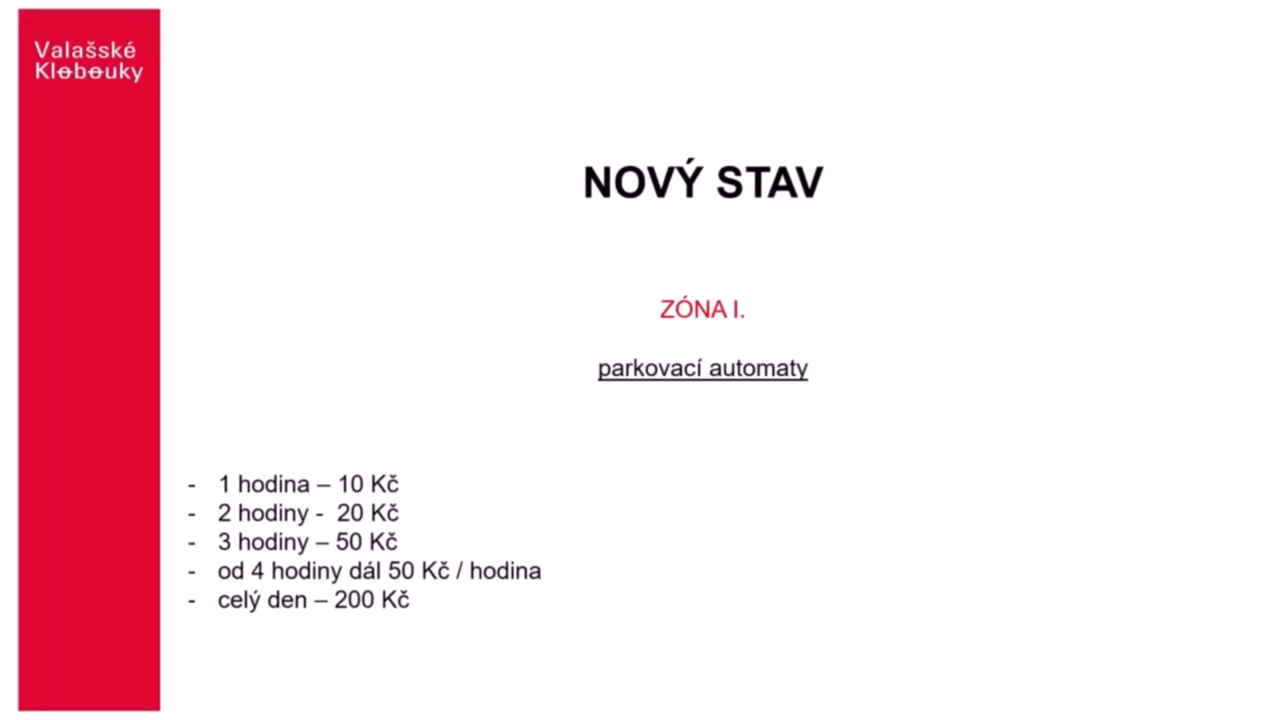 Valašské
Klobouky
NOVÝ STAV
ZÓNA I.
parkovací automaty
- 1 hodina – 10 Kč
- 2 hodiny - 20 Kč
- 3 hodiny – 50 Kč
- od 4 hodiny dál 50 Kč / hodina
- celý den – 200 Kč